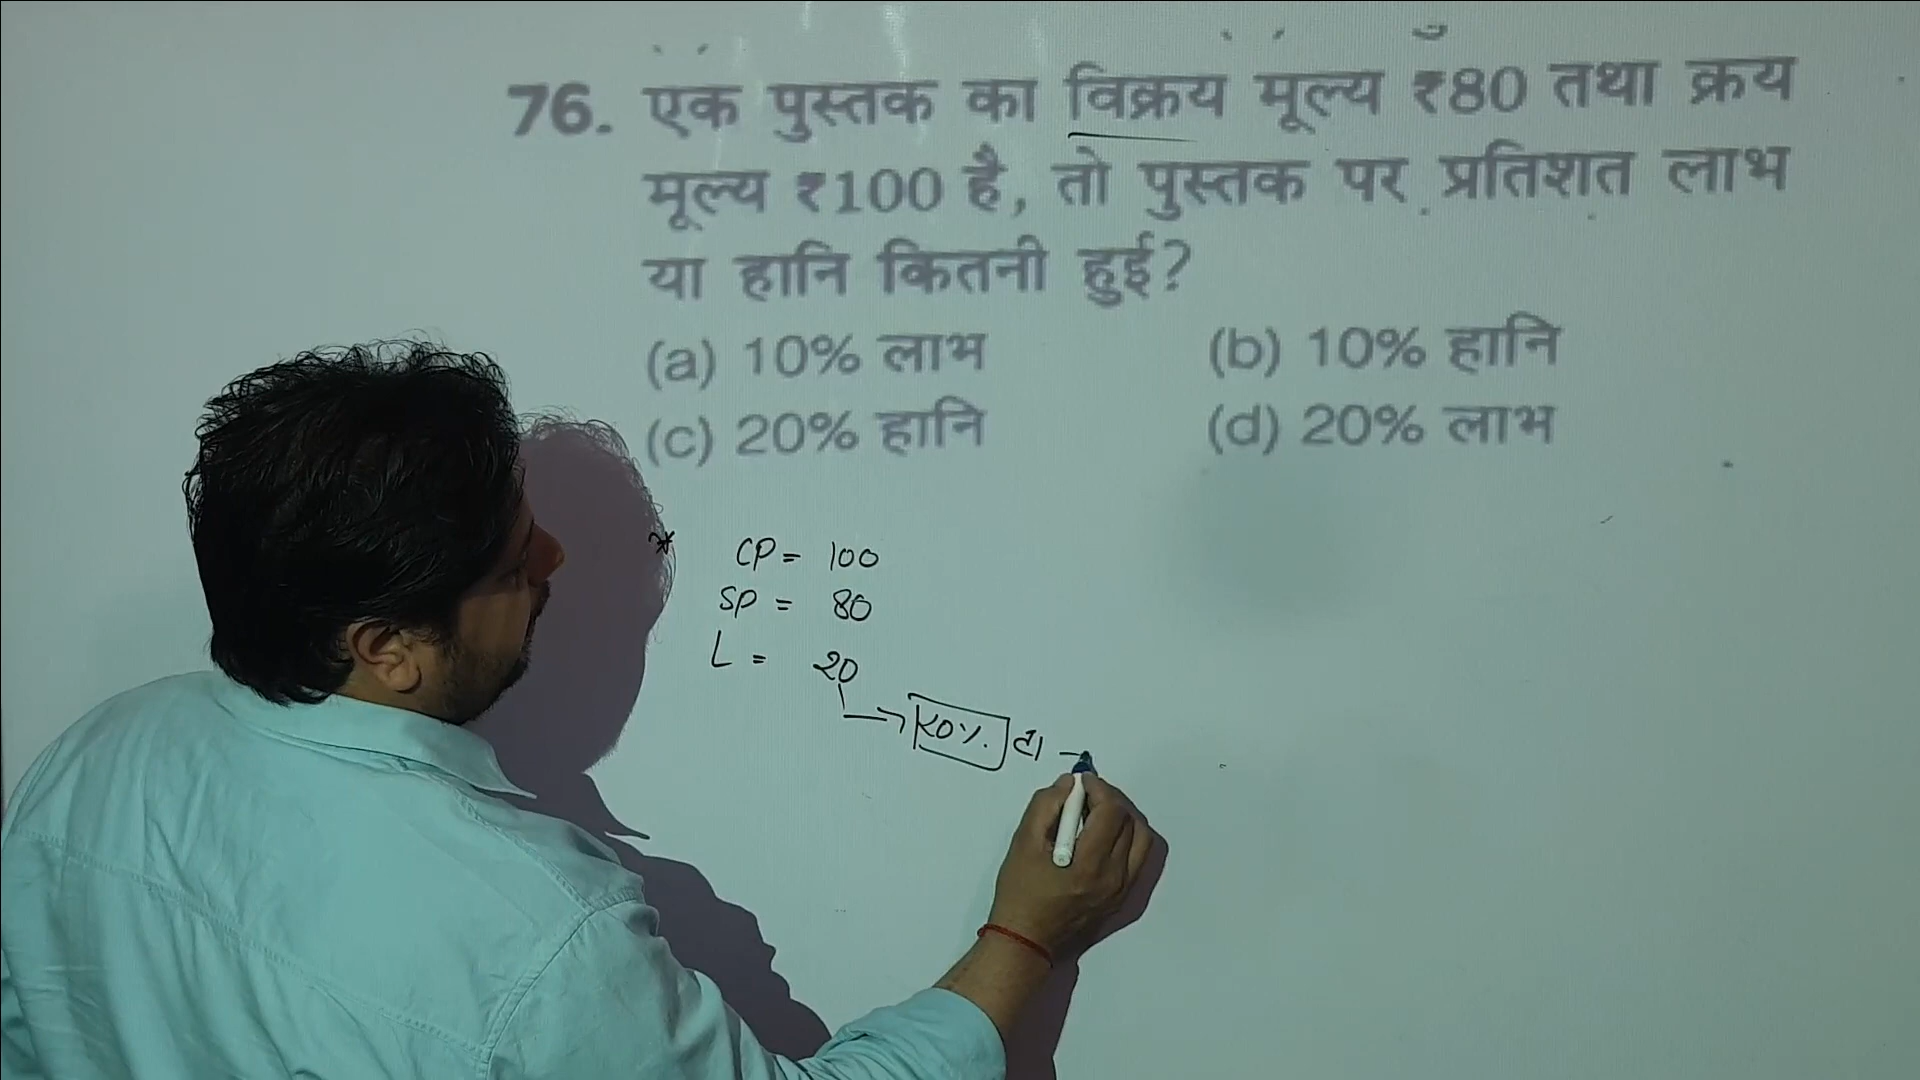 76. एक पुस्तक का विक्रय मूल्य ₹80 तथा क्रय
मूल्य ₹100 है, तो पुस्तक पर प्रतिशत लाभ
या हानि कितनी हुई?
(a) 10% लाभ (b) 10% हानि
(c) 20% हानि (d) 20% लाभ
* CP = 100
SP = 80
L = 20
→ 20%